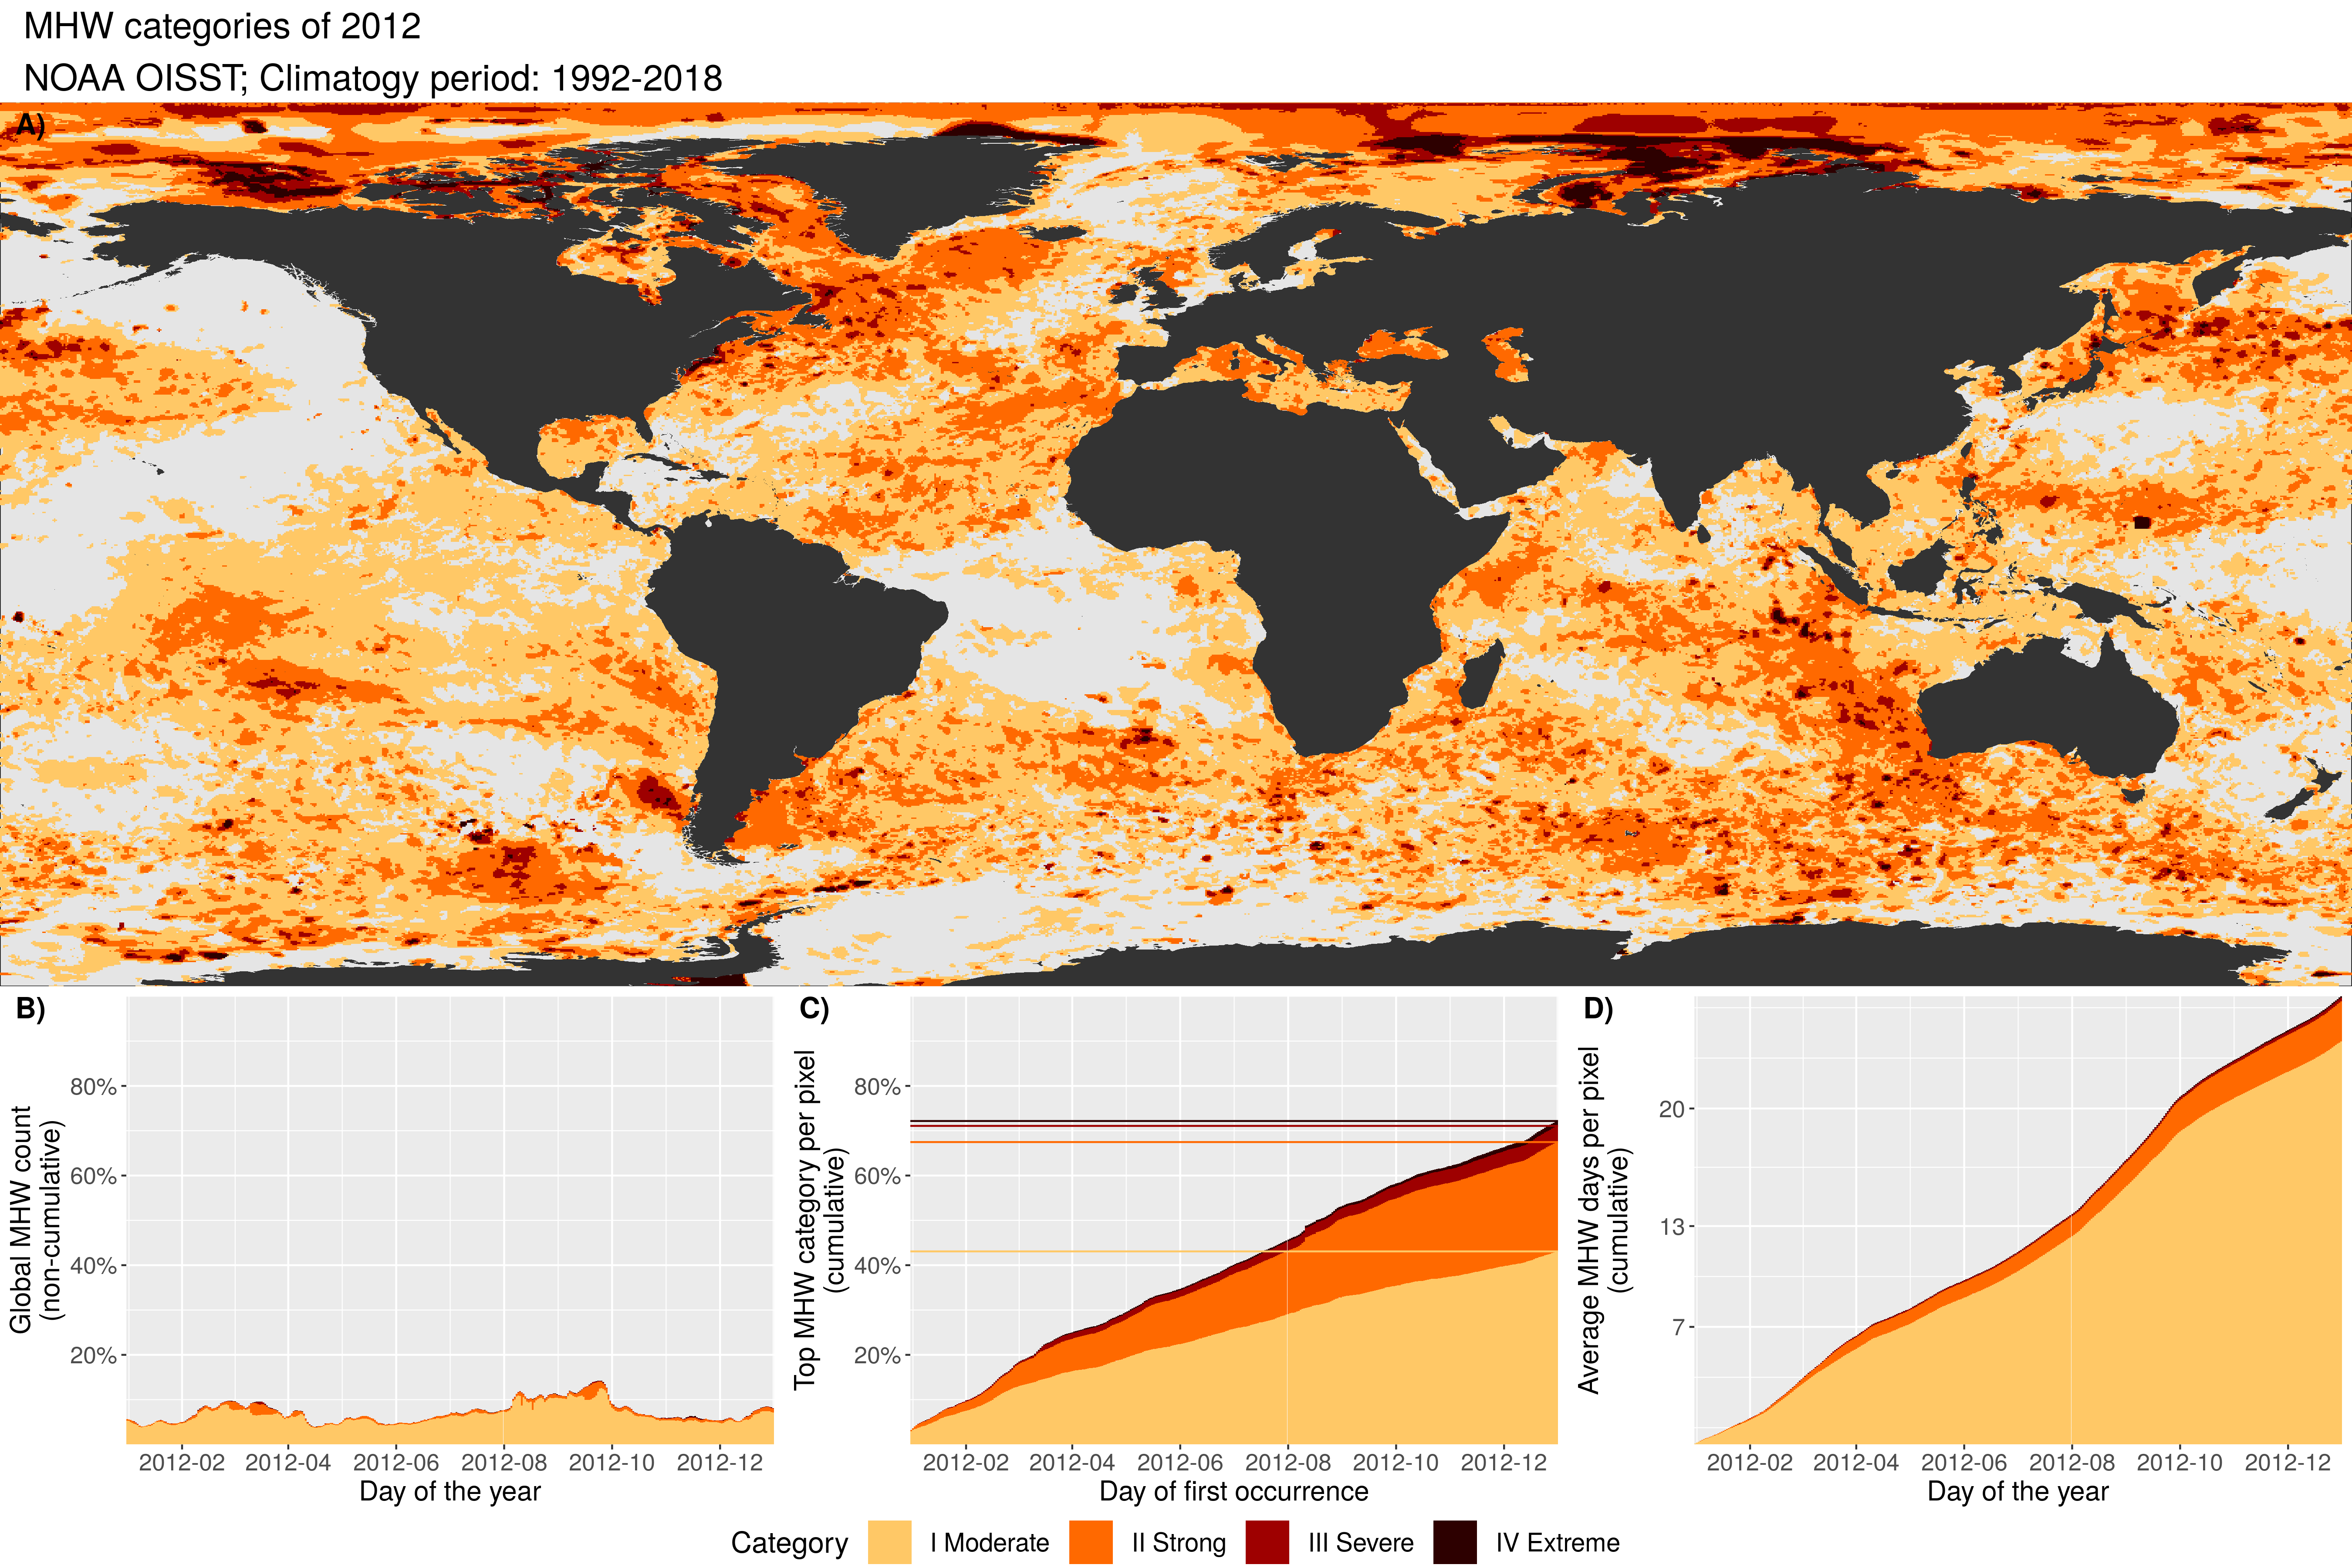 MHW categories of 2012
NOAA OISST; Climatogy period: 1992-2018
A)
B)
Global MHW count
(non-cumulative)
80%
60%
40%
20%
2012-02 2012-04 2012-06 2012-08 2012-10 2012-12
Day of the year
C)
Top MHW category per pixel
(cumulative)
80%
60%
40%
20%
2012-02 2012-04 2012-06 2012-08 2012-10 2012-12
Day of first occurrence
D)
Average MHW days per pixel
(cumulative)
20
13
7
2012-02 2012-04 2012-06 2012-08 2012-10 2012-12
Day of the year
Category I Moderate II Strong III Severe IV Extreme